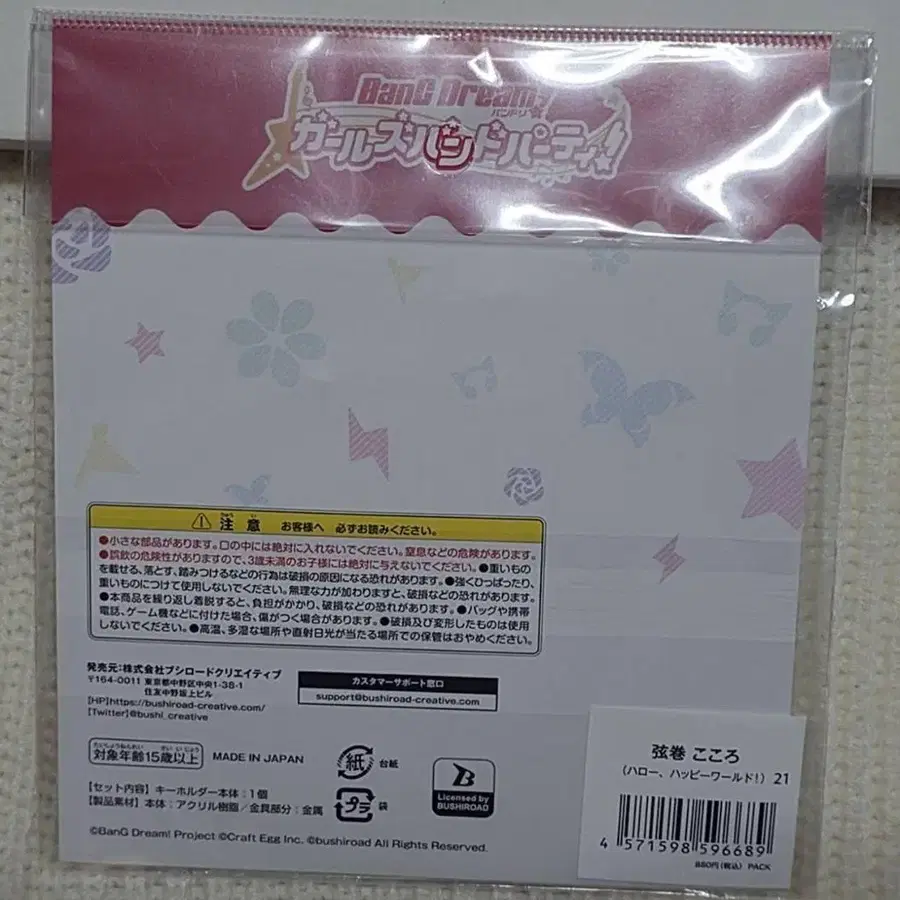 BanG Dream!
バンドリ!
ガールズバンドパーティ!
注意 お客様へ 必ずお読みください。
●小さな部品があります。口の中には絶対に入れないでください。窒息などの危険があります。
●誤飲の危険性がありますので、3歳未満のお子様には絶対に与えないでください。●重いもの
を載せる、落とす、踏みつけるなどの行為は破損の原因になる恐れがあります。●強くひっぱったり、
重いものにつけて使用しないでください。無理な力が加わりますと、破損などの恐れがあります。
●本商品を繰り返し着脱すると、負担がかかり、破損などの恐れがあります。●バッグや携帯
電話、ゲーム機などに付けた場合、傷がつく場合があります。●破損及び変形したものは使用
しないでください。●高温、多湿な場所や直射日光が当たる場所での保管はおやめください。
発売元:株式会社ブシロードクリエイティブ
〒164-0011 東京都中野区中央1-38-1
住友中野坂上ビル
【HP】https://bushiroad-creative.com/
【Twitter】@bushi_creative
カスタマーサポート窓口
support@bushiroad-creative.com
対象年齢15歳以上
MADE IN JAPAN
紙 台紙
プラ 袋
Licensed by
BUSHIROAD
【セット内容】キーホルダー本体:1個
【製品素材】本体:アクリル樹脂/金具部分:金属
©BanG Dream! Project ©Craft Egg Inc. ©bushiroad All Rights Reserved.
弦巻 こころ
(ハロー、ハッピーワールド!) 21
4 571598 596689
850円(税込) PACK